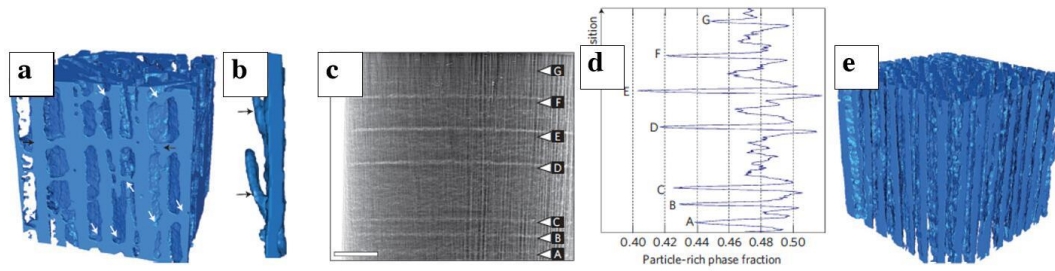 a
b
c
G
F
E
D
C
B
A
d
sition
G
F
E
D
C
B
A
0.40 0.42 0.44 0.46 0.48 0.50
Particle-rich phase fraction
e